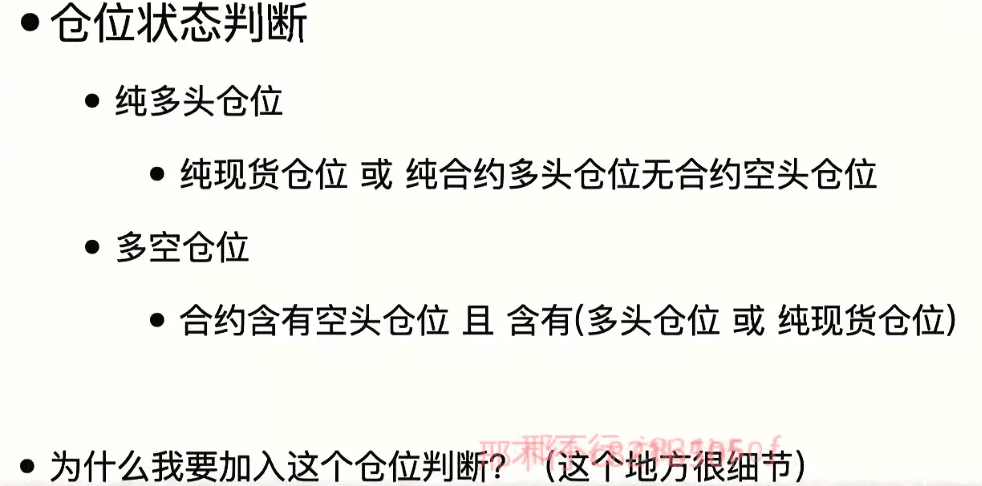 • 仓位状态判断
• 纯多头仓位
• 纯现货仓位 或 纯合约多头仓位无合约空头仓位
• 多空仓位
• 合约含有空头仓位 且 含有(多头仓位 或 纯现货仓位)
• 为什么我要加入这个仓位判断？（这个地方很细节）